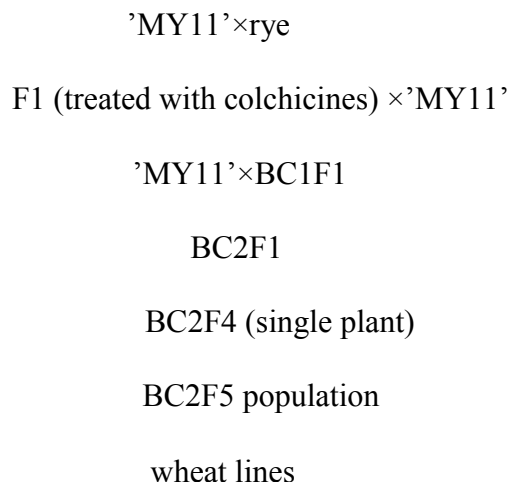 ’MY11’×rye
F1 (treated with colchicines) ×’MY11’
’MY11’×BC1F1
BC2F1
BC2F4 (single plant)
BC2F5 population
wheat lines